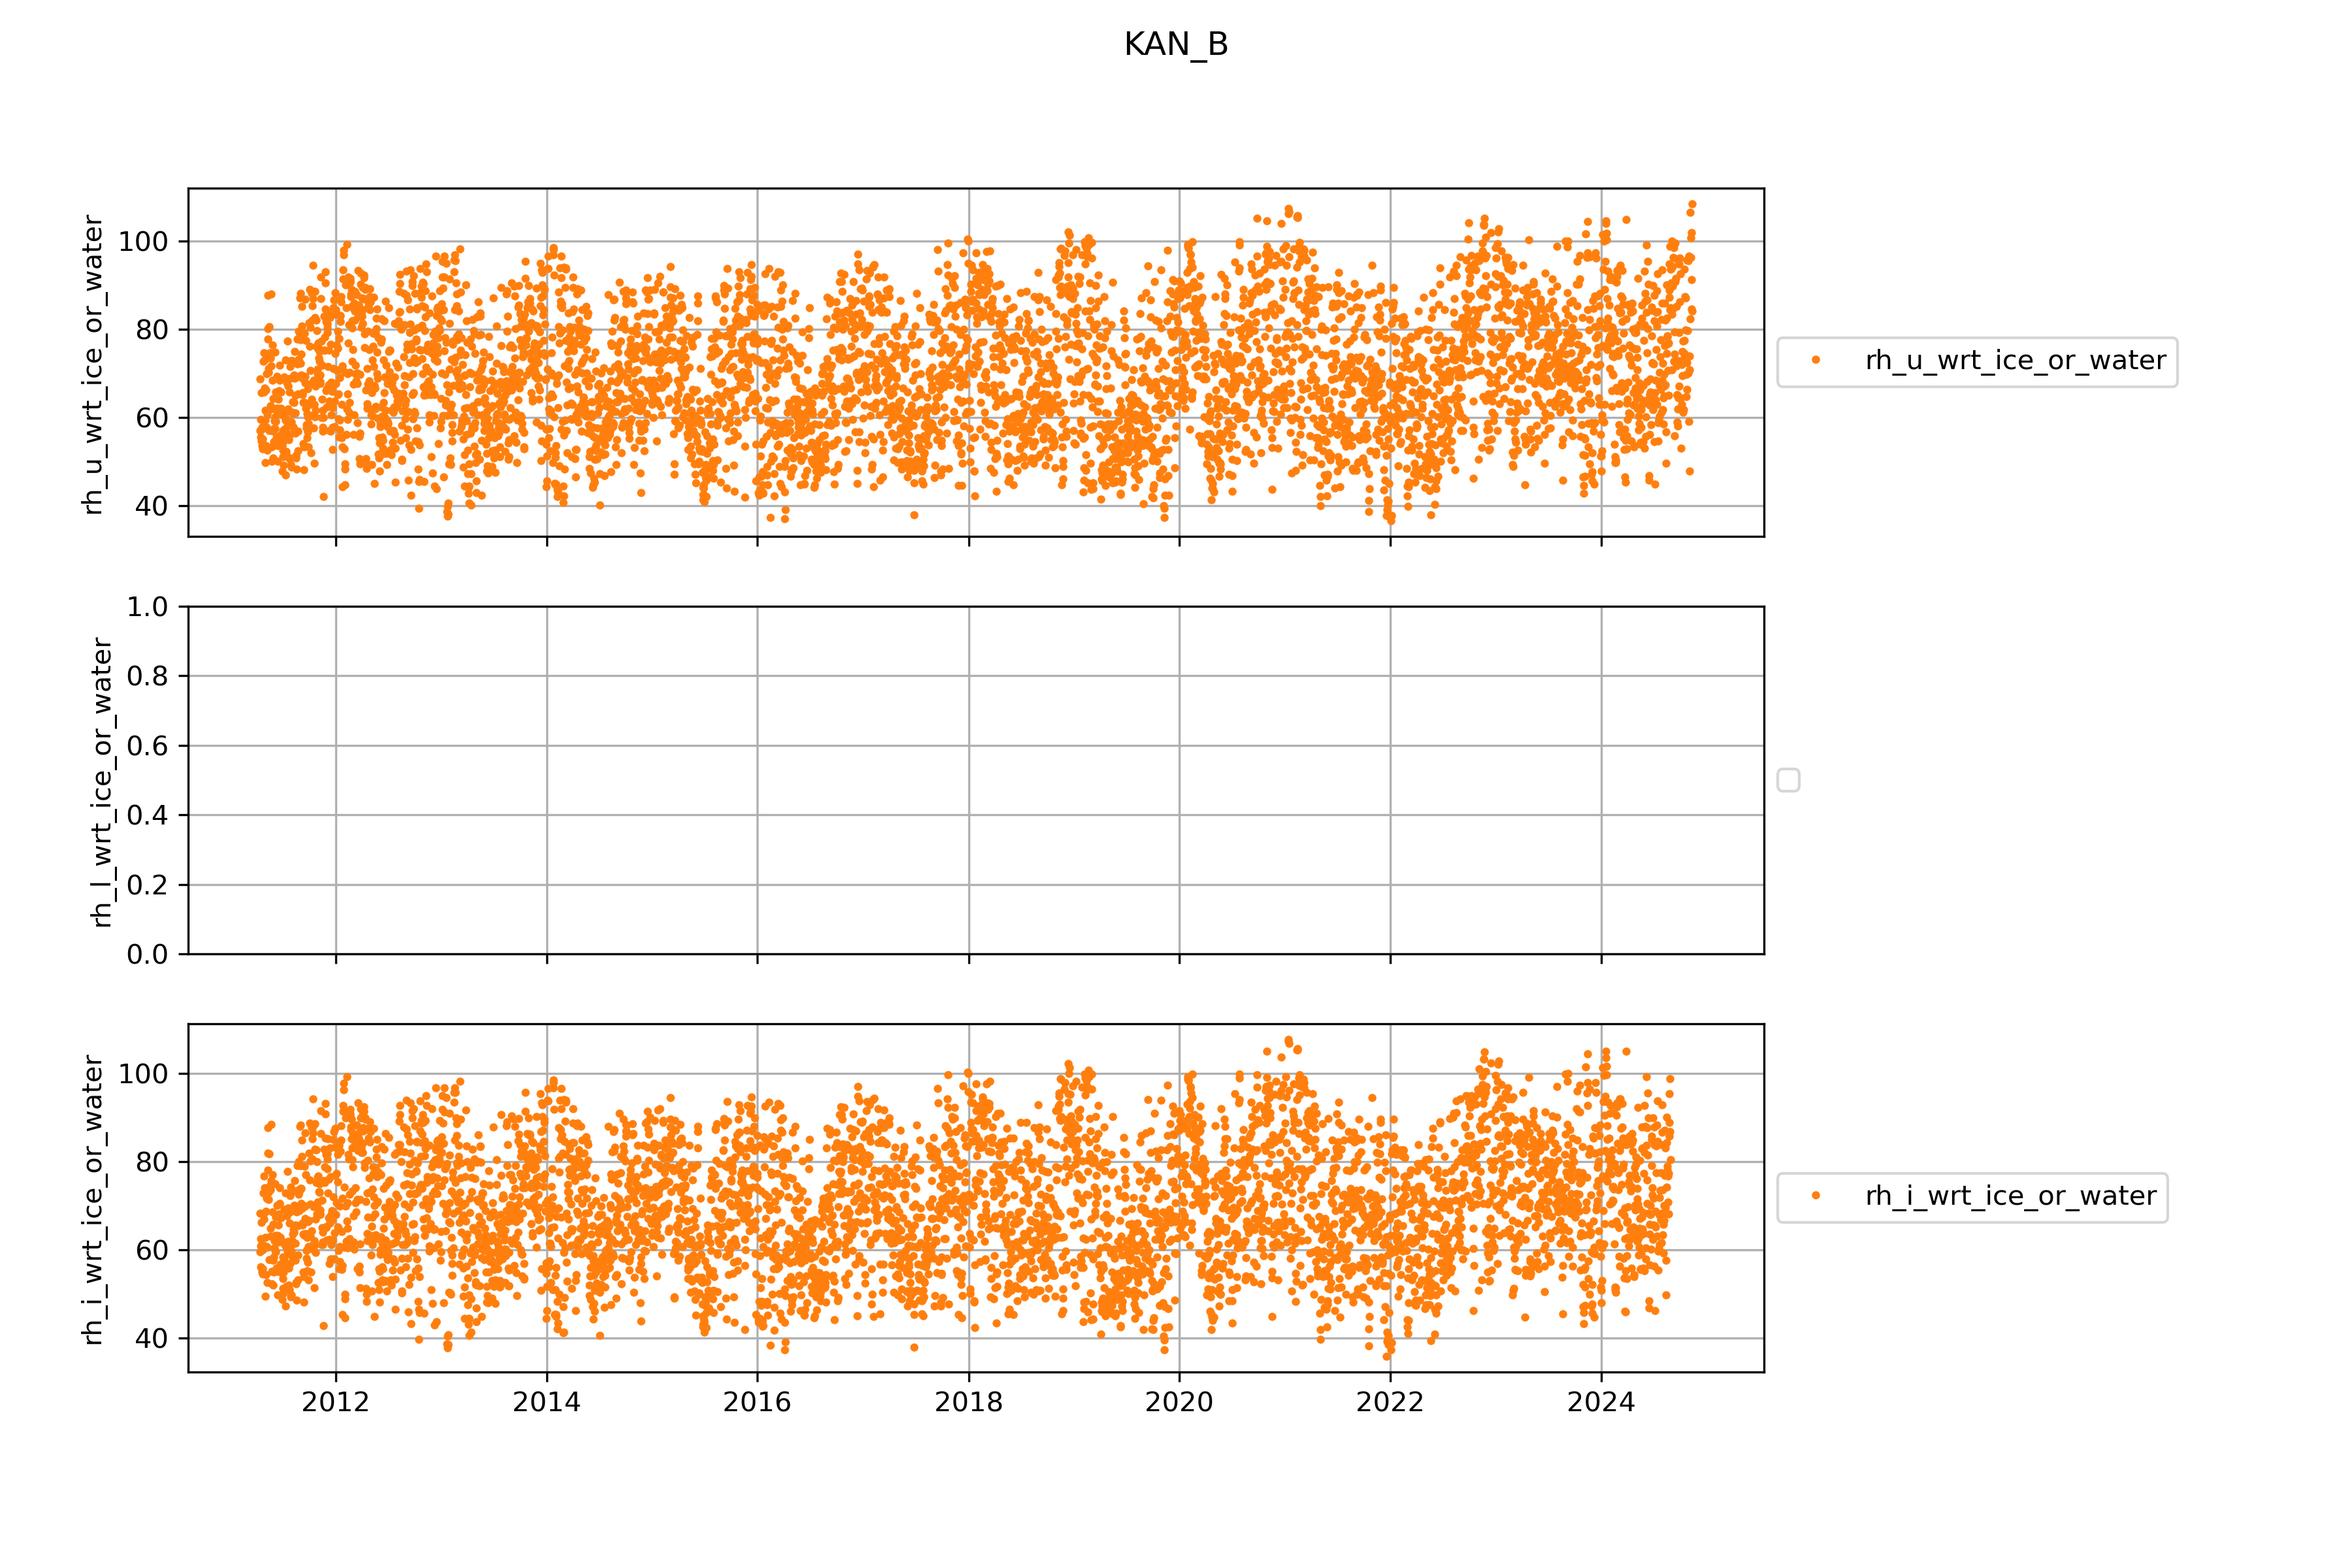 KAN_B
rh_u_wrt_ice_or_water
100
80
60
40
rh_u_wrt_ice_or_water
rh_l_wrt_ice_or_water
1.0
0.8
0.6
0.4
0.2
0.0
rh_i_wrt_ice_or_water
100
80
60
40
rh_i_wrt_ice_or_water
2012 2014 2016 2018 2020 2022 2024